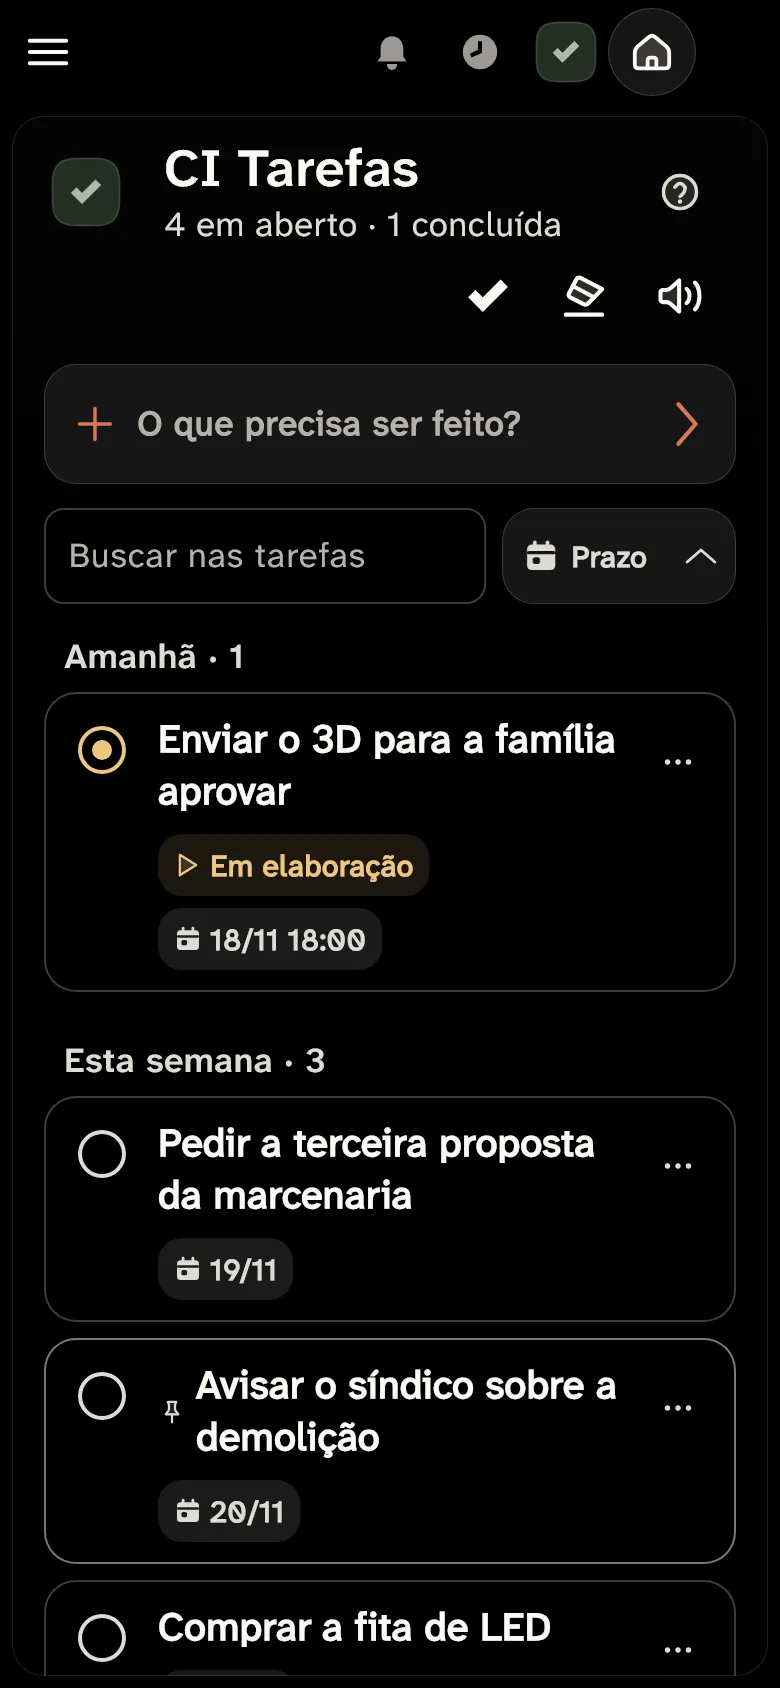 CI Tarefas
4 em aberto · 1 concluída
O que precisa ser feito?
Buscar nas tarefas
Prazo
Amanhã · 1
Enviar o 3D para a família
aprovar
Em elaboração
18/11 18:00
Esta semana · 3
Pedir a terceira proposta
da marcenaria
19/11
Avisar o síndico sobre a
demolição
20/11
Comprar a fita de LED